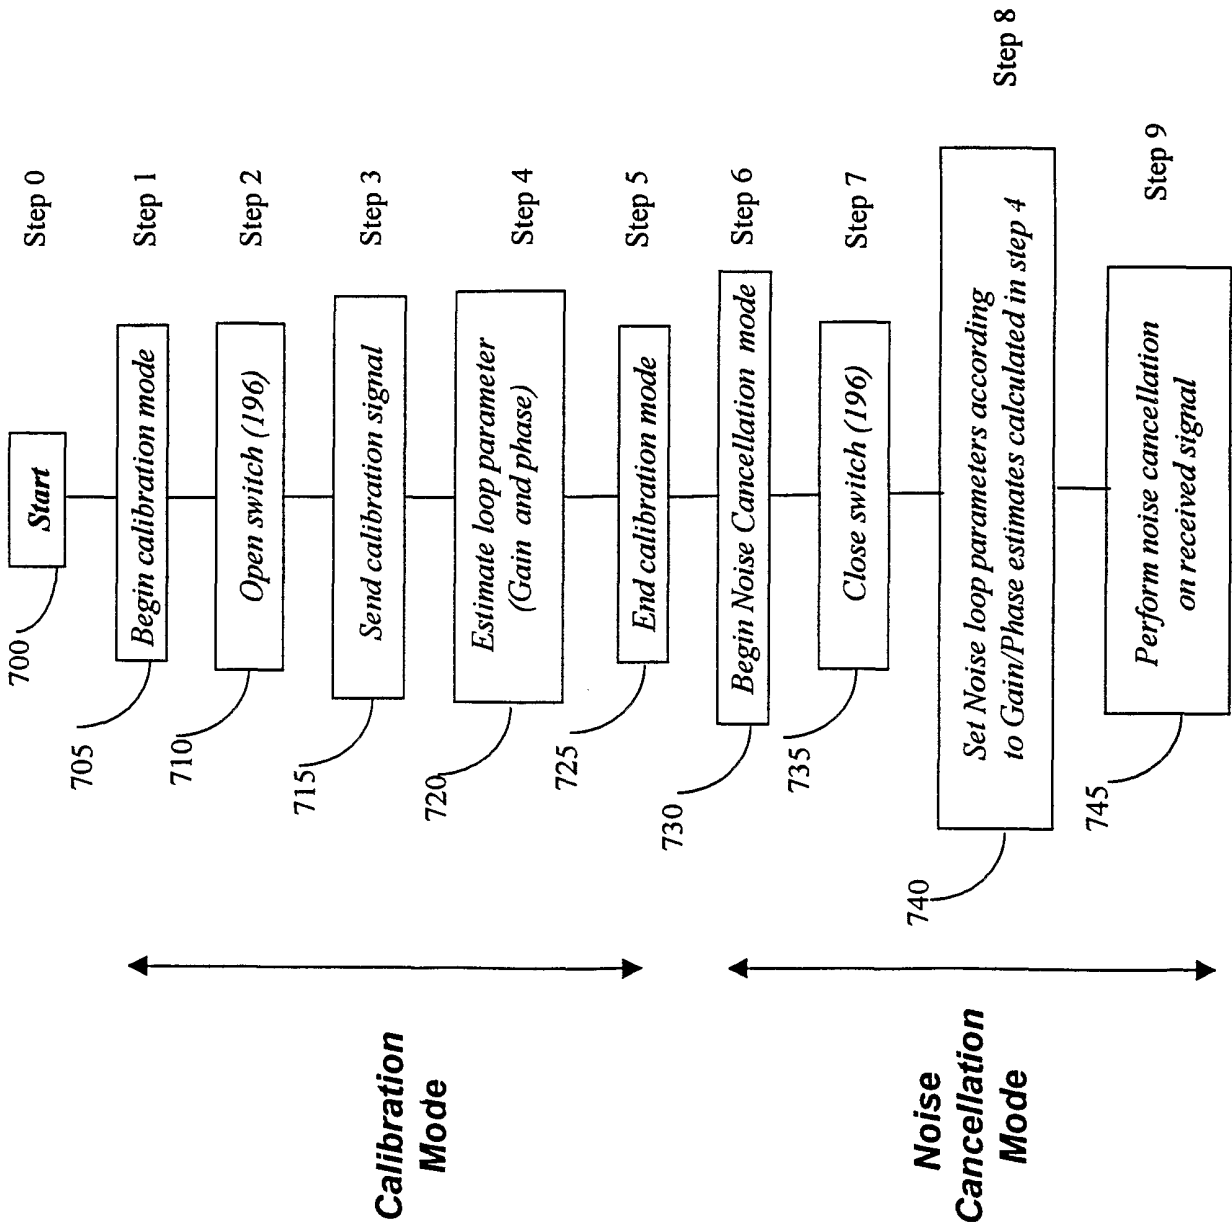 700
Start
Step 0
705
Begin calibration mode
Step 1
710
Open switch (196)
Step 2
715
Send calibration signal
Step 3
720
Estimate loop parameter
(Gain and phase)
Step 4
725
End calibration mode
Step 5
Calibration
Mode
730
Begin Noise Cancellation mode
Step 6
735
Close switch (196)
Step 7
740
Set Noise loop parameters according
to Gain/Phase estimates calculated in step 4
Step 8
745
Perform noise cancellation
on received signal
Step 9
Noise
Cancellation
Mode